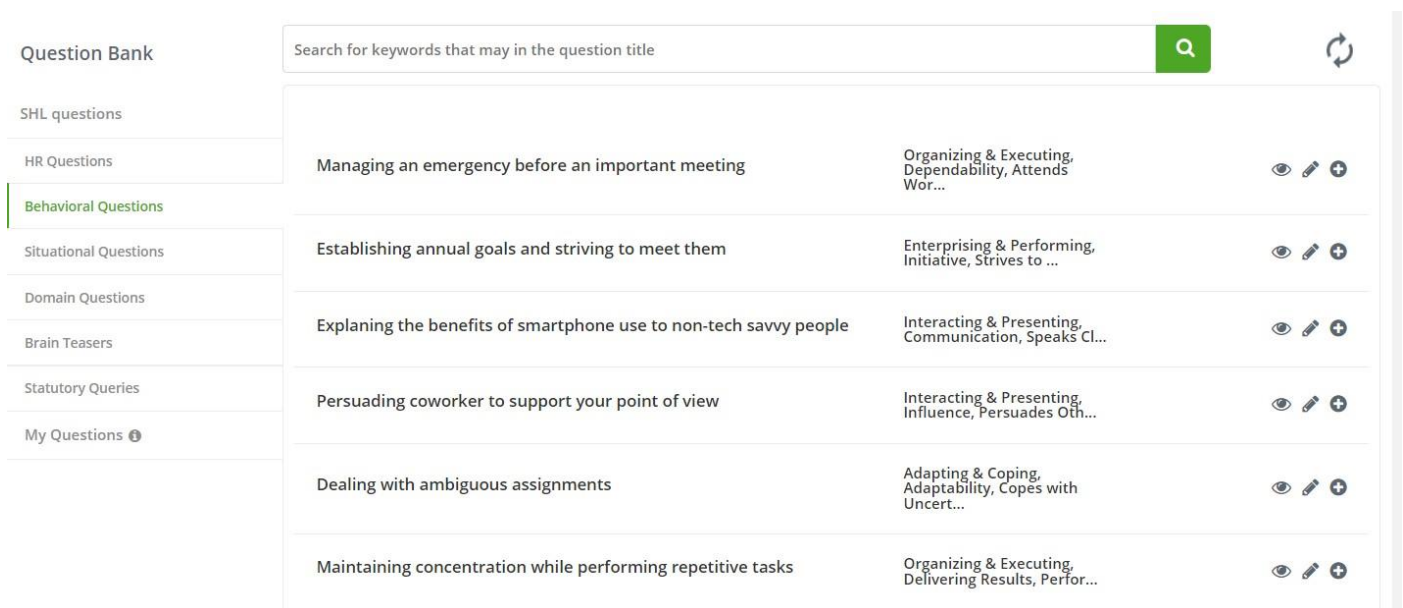 Question Bank
Search for keywords that may in the question title
SHL questions
HR Questions
Behavioral Questions
Situational Questions
Domain Questions
Brain Teasers
Statutory Queries
My Questions
Managing an emergency before an important meeting
Organizing & Executing,
Dependability, Attends
Wor...
Establishing annual goals and striving to meet them
Enterprising & Performing,
Initiative, Strives to ...
Explaning the benefits of smartphone use to non-tech savvy people
Interacting & Presenting,
Communication, Speaks Cl...
Persuading coworker to support your point of view
Interacting & Presenting,
Influence, Persuades Oth...
Dealing with ambiguous assignments
Adapting & Coping,
Adaptability, Copes with
Uncert...
Maintaining concentration while performing repetitive tasks
Organizing & Executing,
Delivering Results, Perfor...